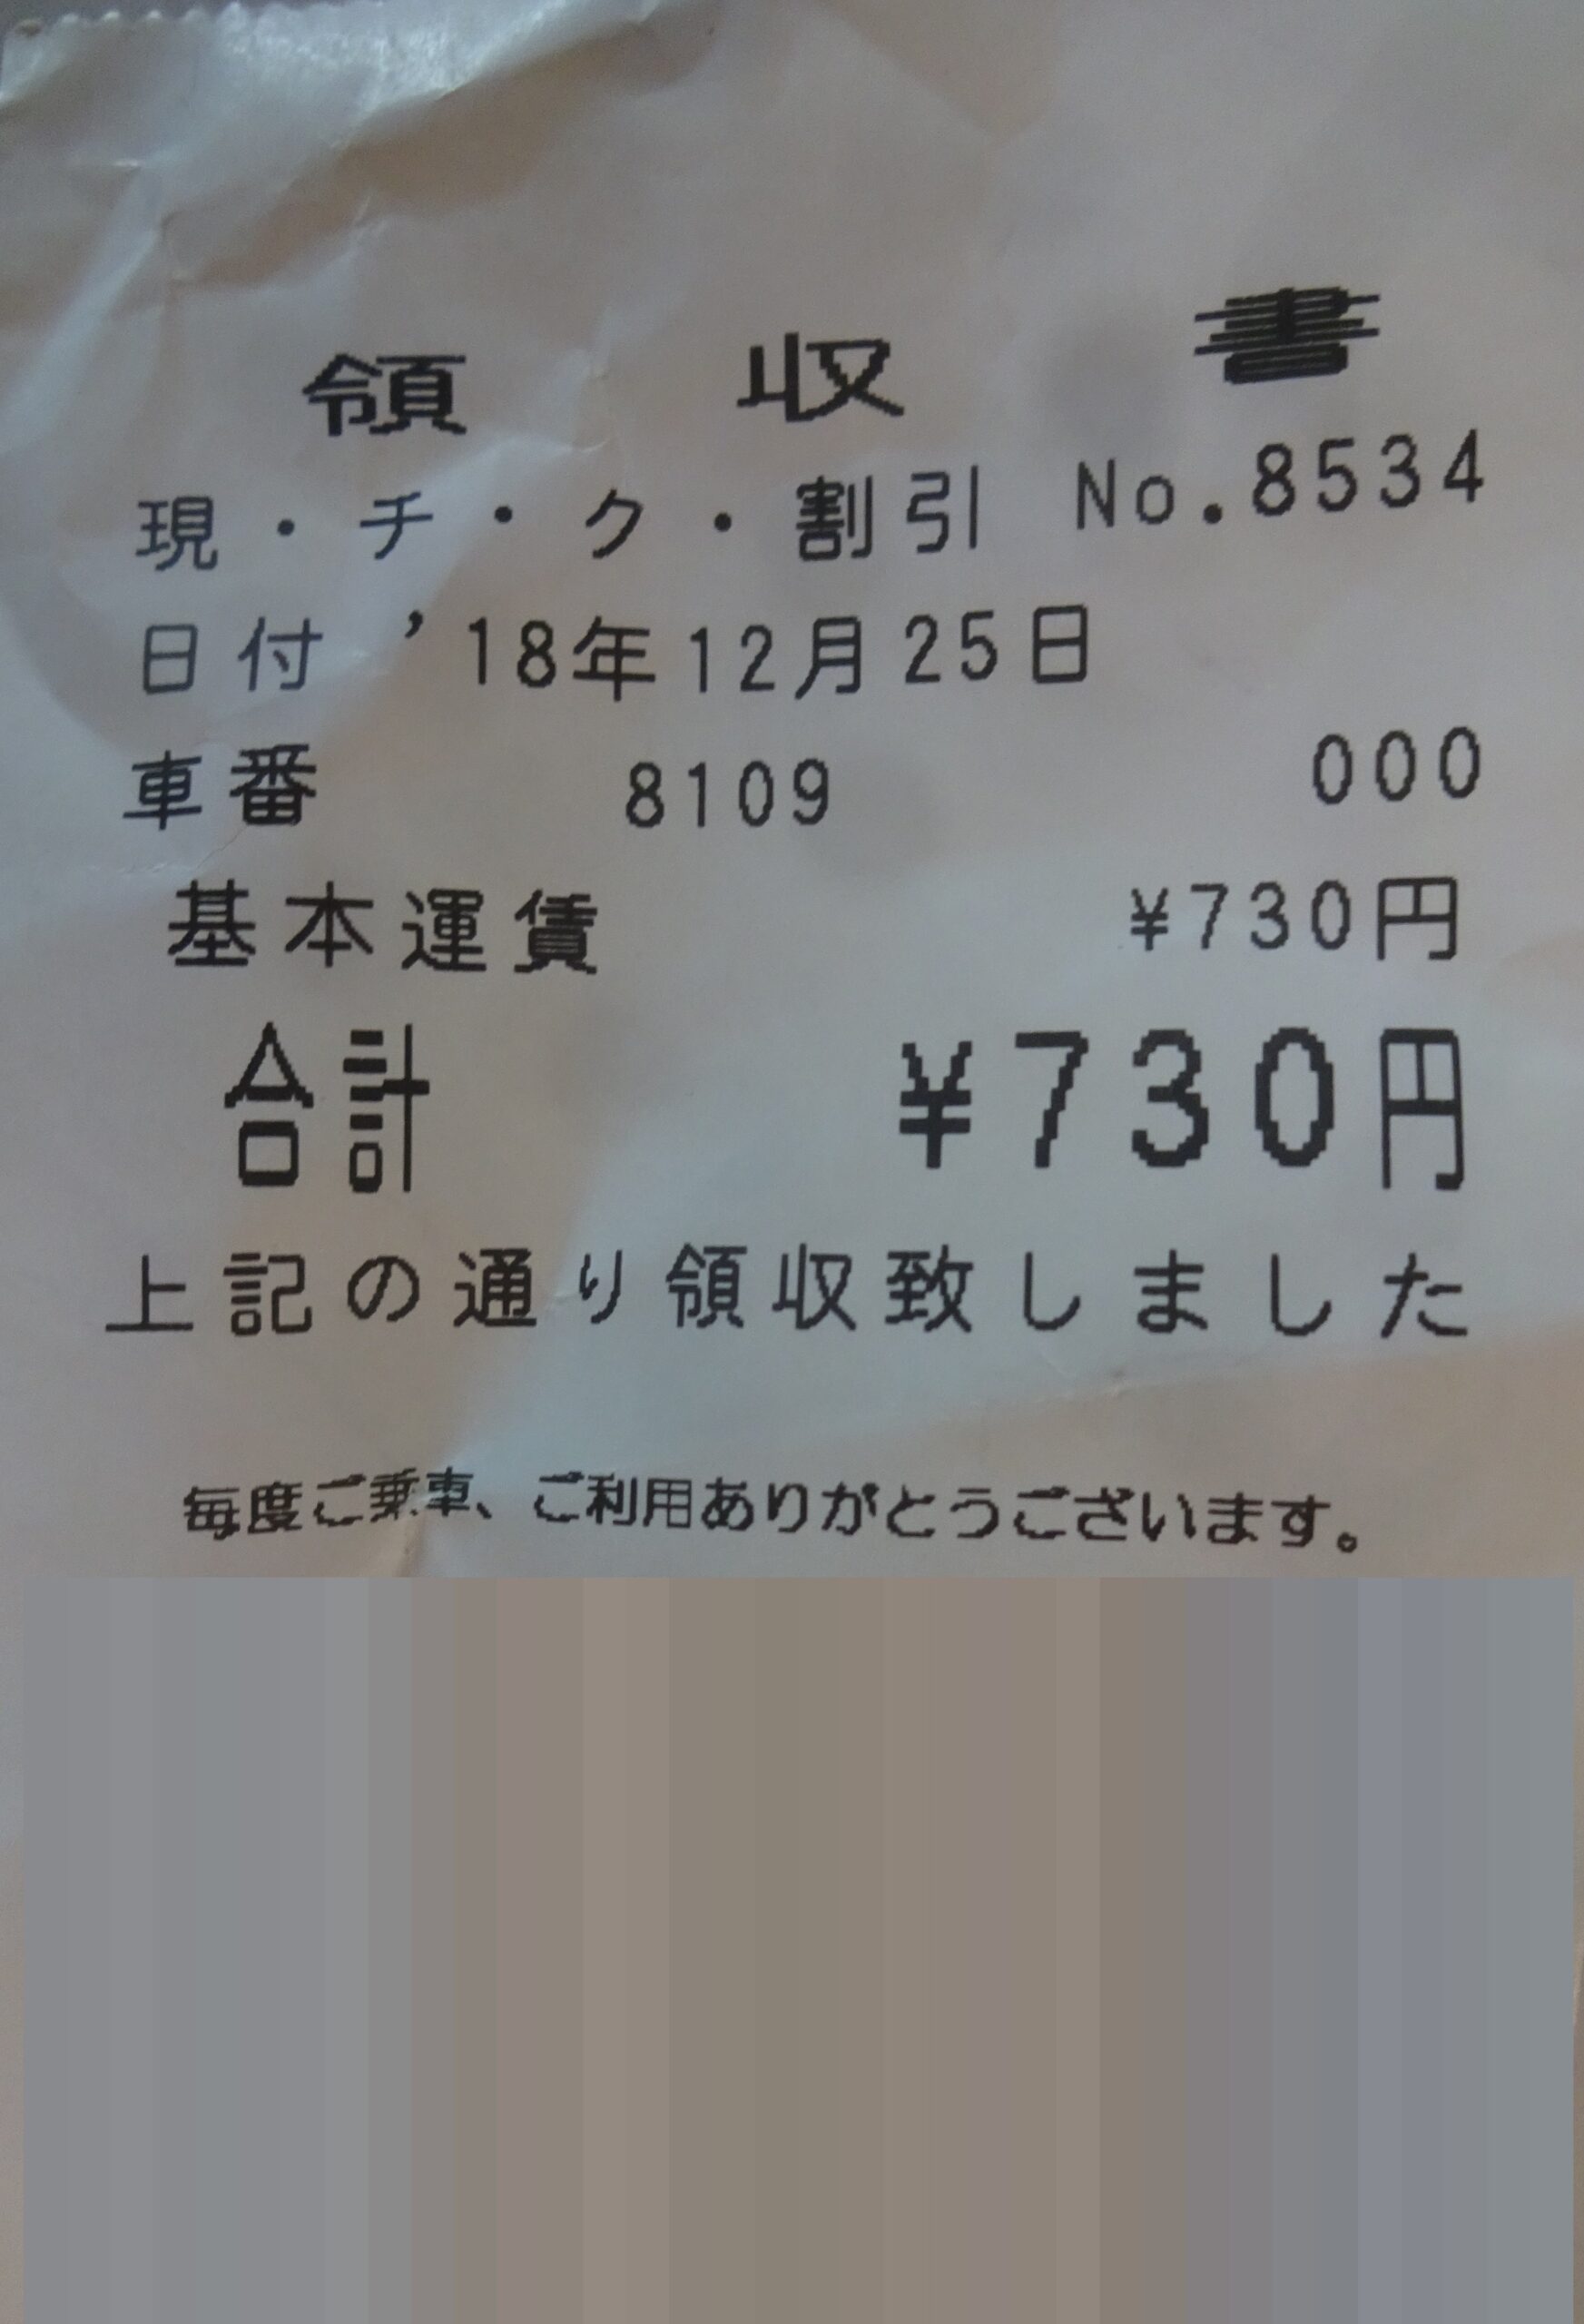 領収書
現・チ・ク・割引 No.8534
日付 '18年12月25日
車番 8109 000
基本運賃 ¥730円
合計 ¥730円
上記の通り領収致しました
毎度ご乗車、ご利用ありがとうございます。